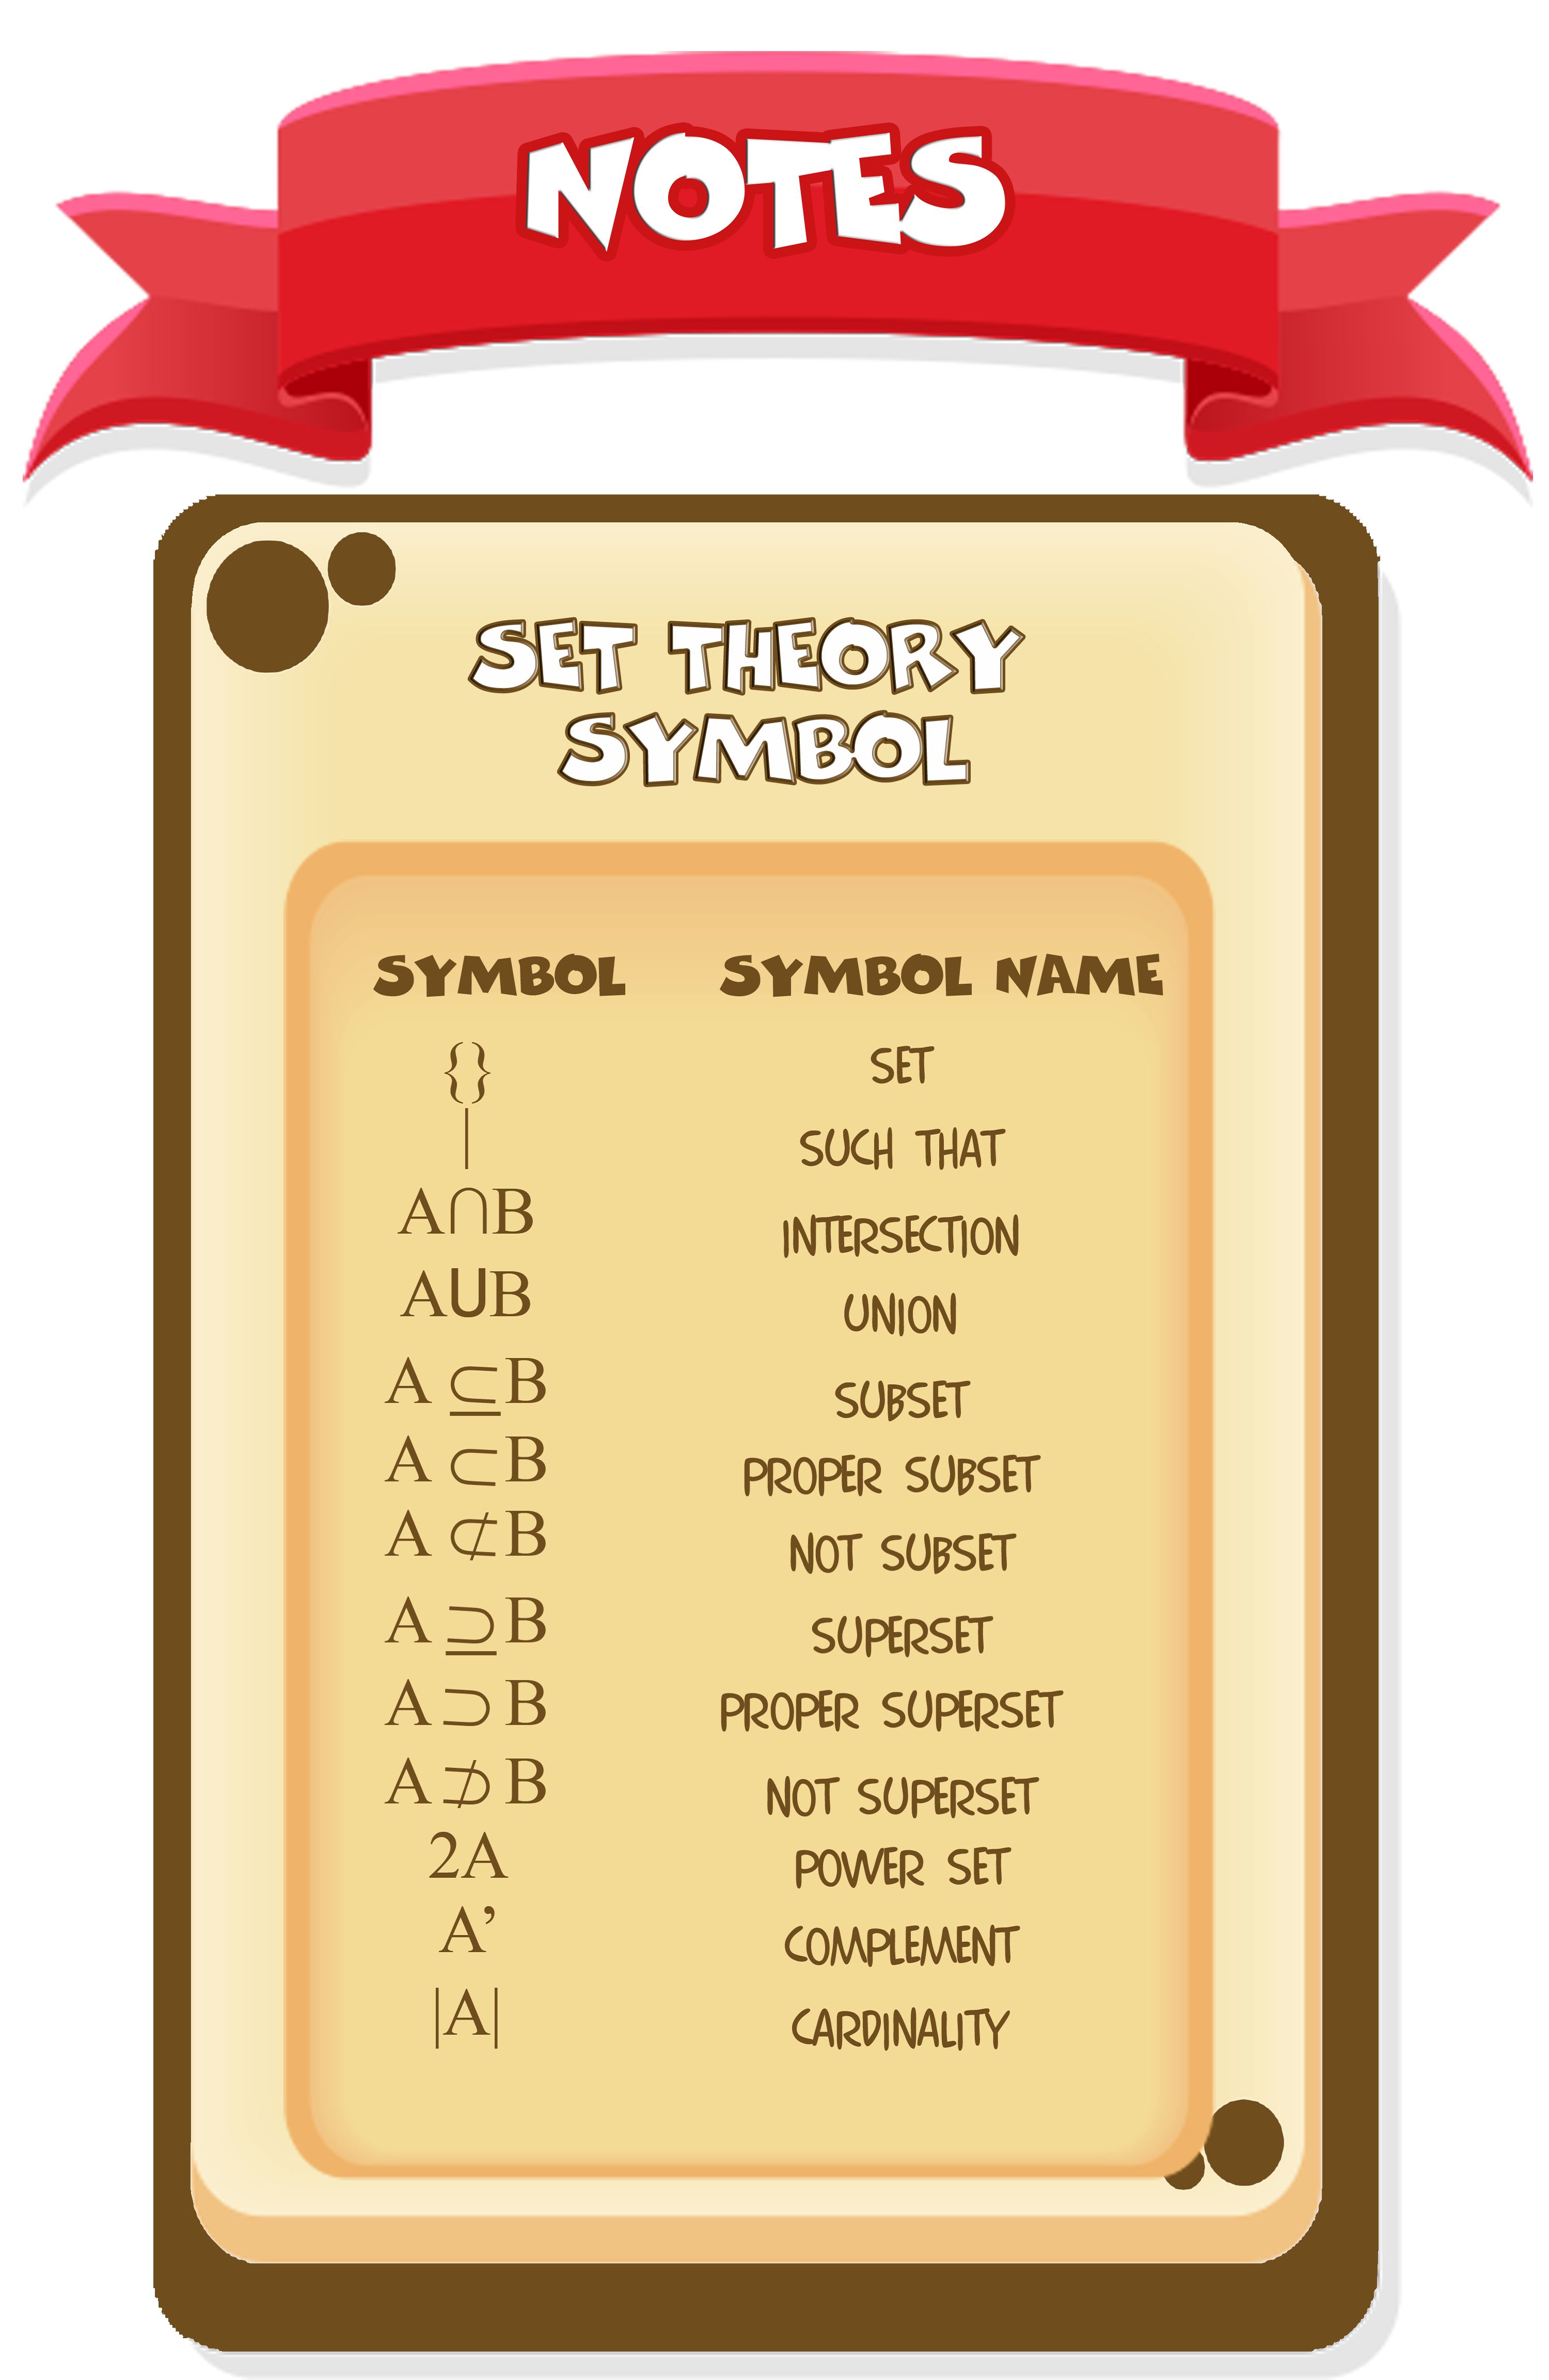 NOTES
SET THEORY
SYMBOL
SYMBOL SYMBOL NAME
{} SET
| SUCH THAT
A∩B INTERSECTION
A∪B UNION
A ⊆ B SUBSET
A ⊂ B PROPER SUBSET
A ⊄ B NOT SUBSET
A ⊇ B SUPERSET
A ⊃ B PROPER SUPERSET
A ⊅ B NOT SUPERSET
2A POWER SET
A’ COMPLEMENT
|A| CARDINALITY